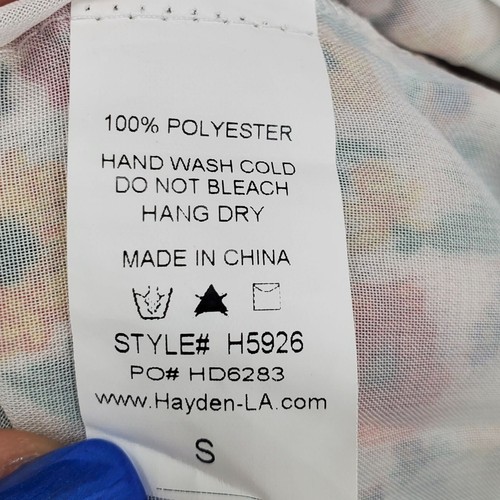 100% POLYESTER
HAND WASH COLD
DO NOT BLEACH
HANG DRY
MADE IN CHINA
STYLE# H5926
PO# HD6283
www.Hayden-LA.com
S